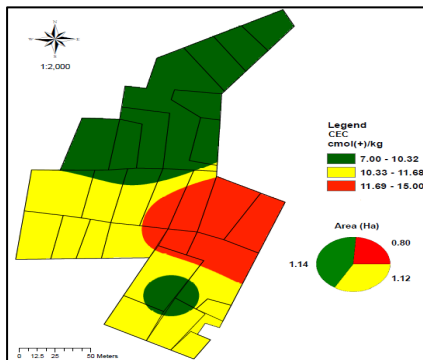 N
W E
S
1:2,000
Legend
CEC
cmol(+)/kg
7.00 - 10.32
10.33 - 11.68
11.69 - 15.00
Area (Ha)
0.80
1.14
1.12
0 12.5 25 50 Meters